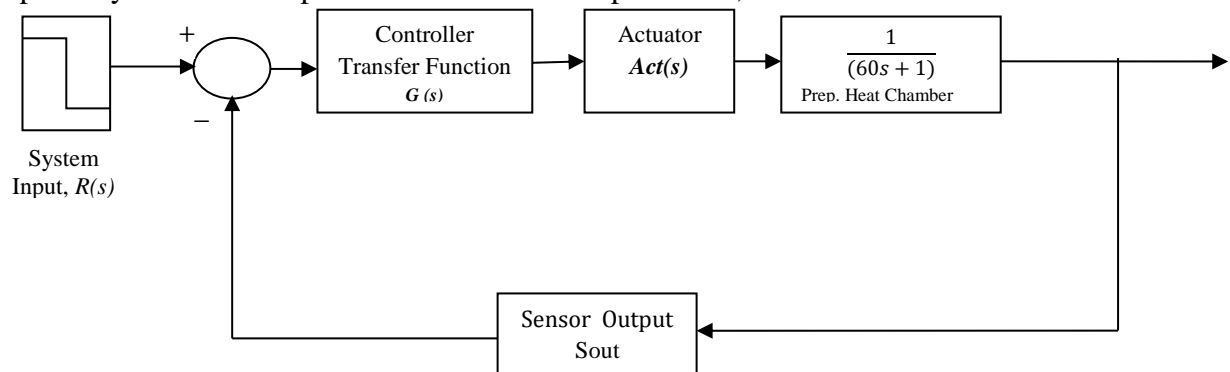 +
−
Controller
Transfer Function
G (s)
Actuator
Act(s)
1
(60s + 1)
Prep. Heat Chamber
System
Input, R(s)
Sensor Output
Sout